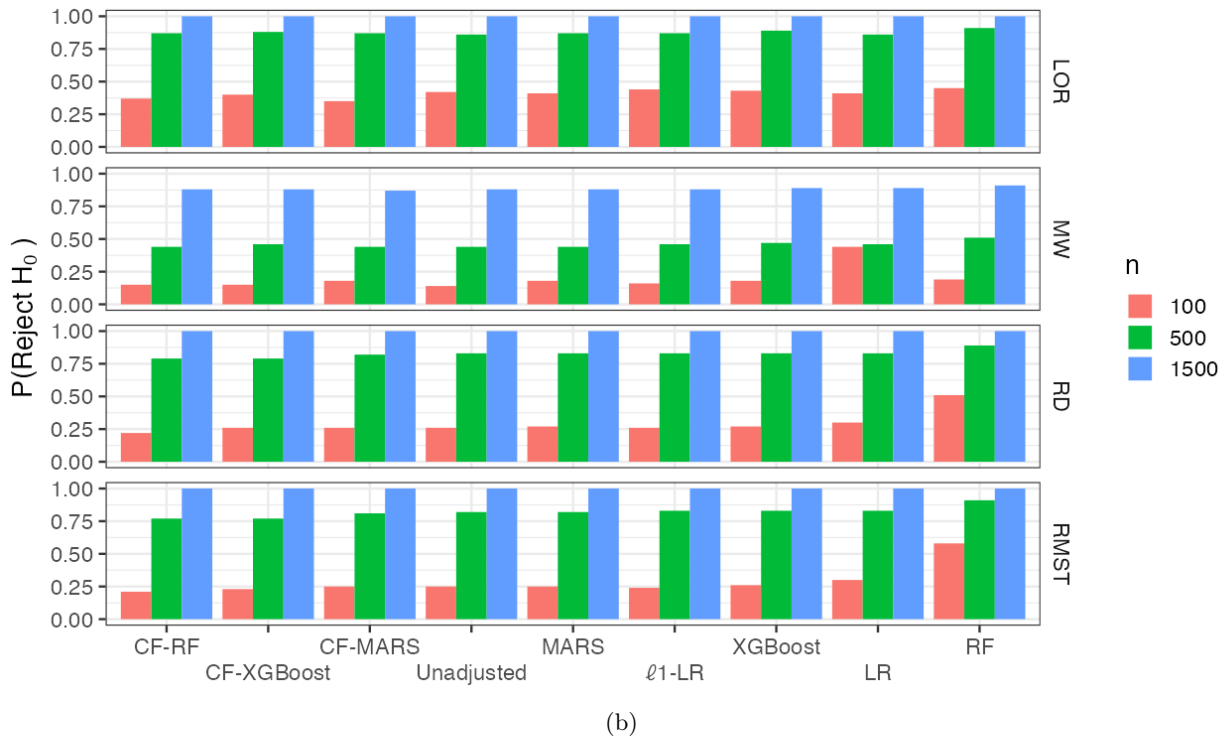 P(Reject H0 )
1.00
0.75
0.50
0.25
0.00
LOR
1.00
0.75
0.50
0.25
0.00
MW
1.00
0.75
0.50
0.25
0.00
RD
1.00
0.75
0.50
0.25
0.00
RMST
CF-RF CF-MARS MARS XGBoost RF
CF-XGBoost Unadjusted ℓ1-LR LR
n
100
500
1500
(b)